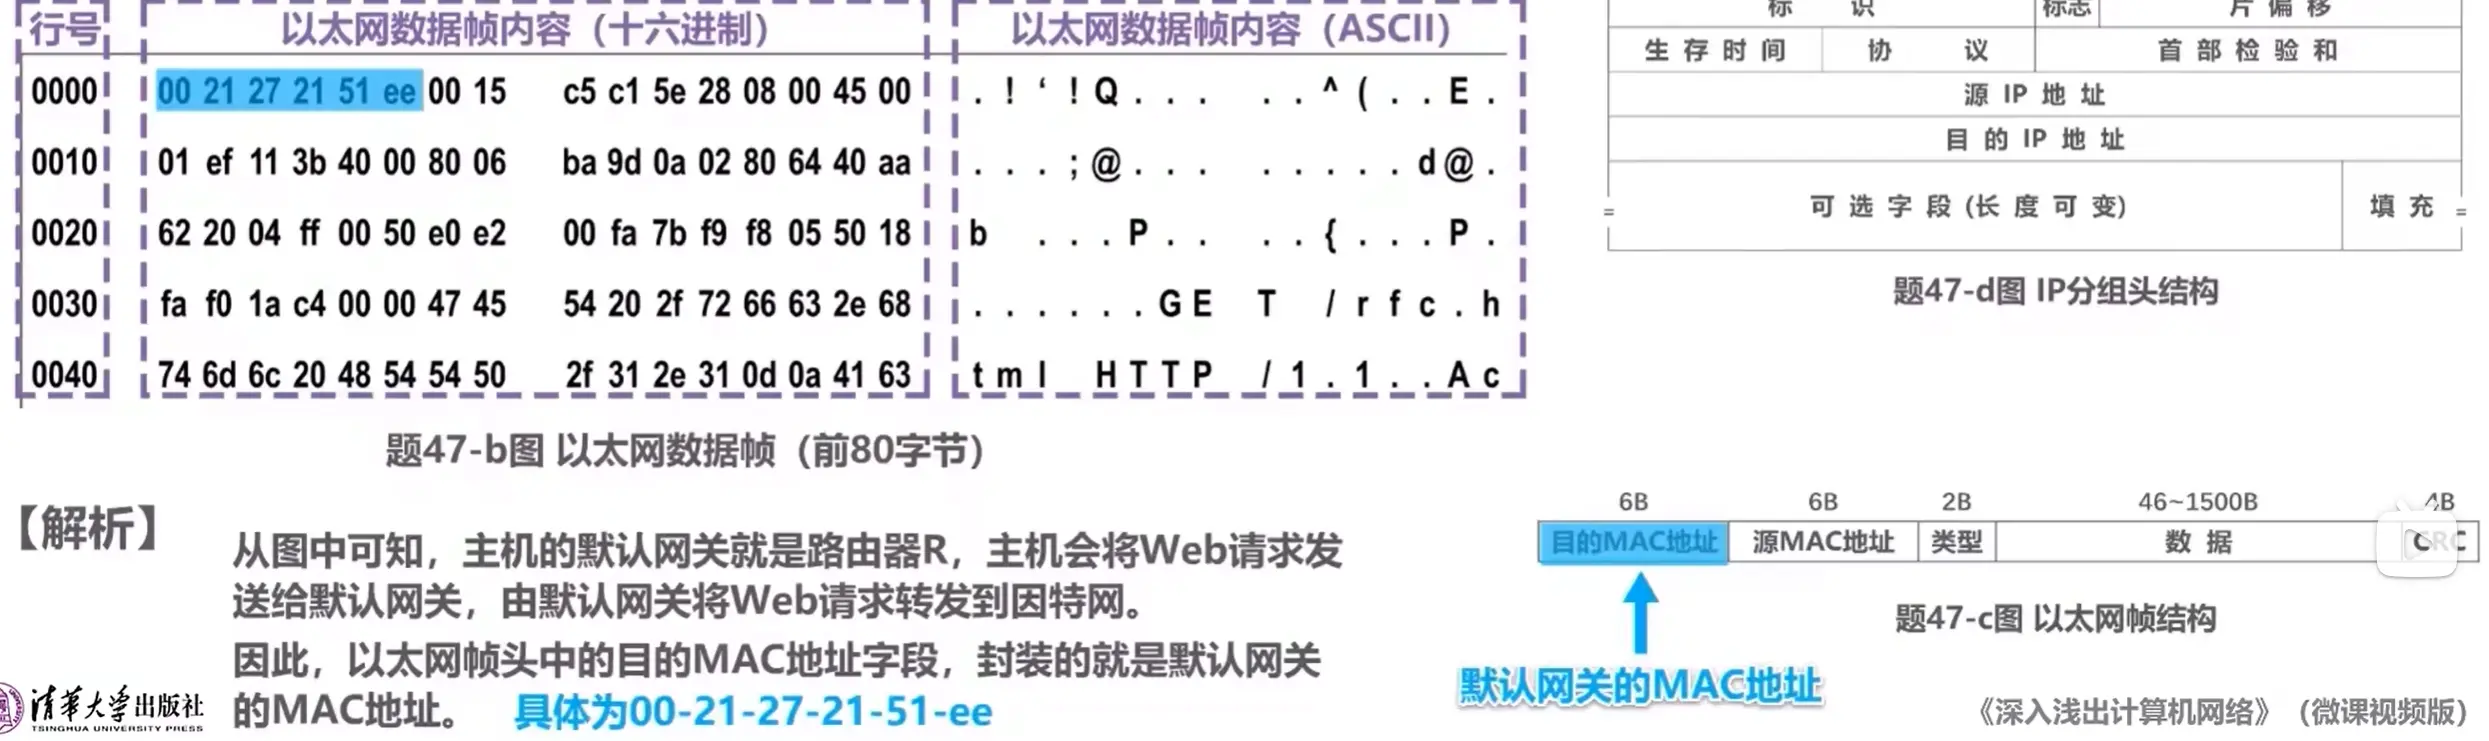 行号 以太网数据帧内容（十六进制） 以太网数据帧内容（ASCII）
0000 00 21 27 21 51 ee 00 15 c5 c1 5e 28 08 00 45 00 . ! ‘ ! Q . . . . . ^ ( . . E .
0010 01 ef 11 3b 40 00 80 06 ba 9d 0a 02 80 64 40 aa . . . ; @ . . . . . . . . d @ .
0020 62 20 04 ff 00 50 e0 e2 00 fa 7b f9 f8 05 50 18 b . . . P . . . . { . . . P .
0030 fa f0 1a c4 00 00 47 45 54 20 2f 72 66 63 2e 68 . . . . . . G E T / r f c . h
0040 74 6d 6c 20 48 54 54 50 2f 31 2e 31 0d 0a 41 63 t m l H T T P / 1 . 1 . . A c
题47-b图 以太网数据帧（前80字节）
标 识 标志 片 偏 移
生 存 时 间 协 议 首 部 检 验 和
源 IP 地 址
目 的 IP 地 址
可 选 字 段 (长 度 可 变) 填 充
题47-d图 IP分组头结构
【解析】
从图中可知，主机的默认网关就是路由器R，主机会将Web请求发
送给默认网关，由默认网关将Web请求转发到因特网。
因此，以太网帧头中的目的MAC地址字段，封装的就是默认网关
的MAC地址。 具体为00-21-27-21-51-ee
6B 6B 2B 46~1500B 4B
目的MAC地址 源MAC地址 类型 数 据 CRC
题47-c图 以太网帧结构
默认网关的MAC地址
清华大学出版社
TSINGHUA UNIVERSITY PRESS
《深入浅出计算机网络》（微课视频版）